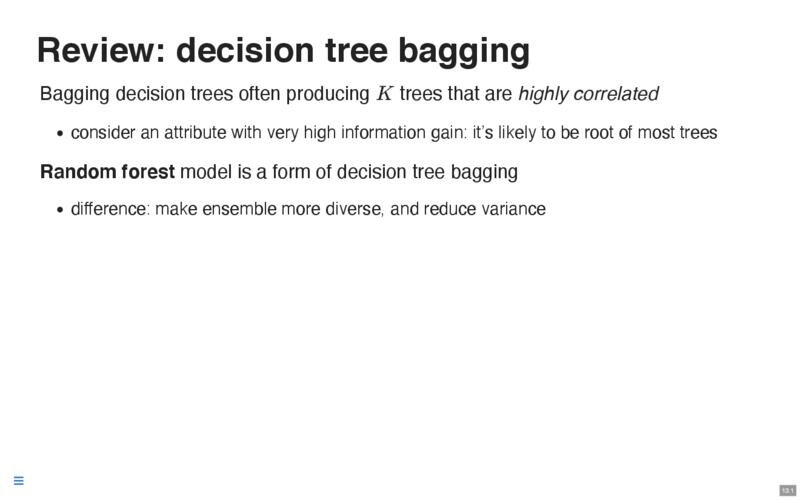 Review: decision tree bagging
Bagging decision trees often producing K trees that are highly correlated
• consider an attribute with very high information gain: it's likely to be root of most trees
Random forest model is a form of decision tree bagging
• difference: make ensemble more diverse, and reduce variance
13.1